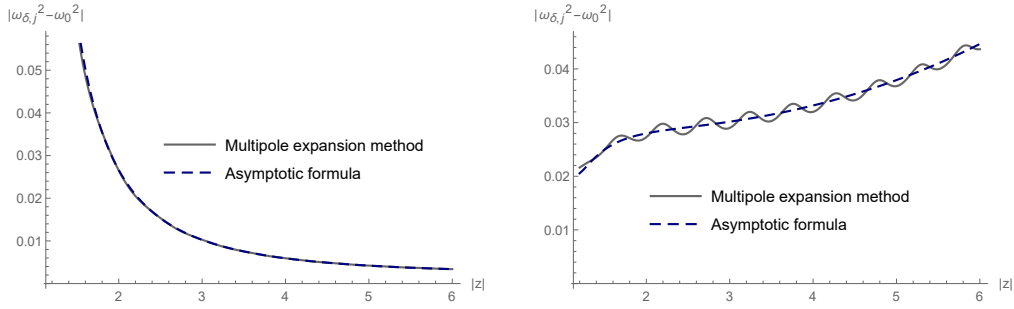 |ω_{δ,j}^2−ω_0^2|
0.05
0.04
0.03
0.02
0.01
2 3 4 5 6 |z|
Multipole expansion method
Asymptotic formula
|ω_{δ,j}^2−ω_0^2|
0.04
0.03
0.02
0.01
2 3 4 5 6 |z|
Multipole expansion method
Asymptotic formula